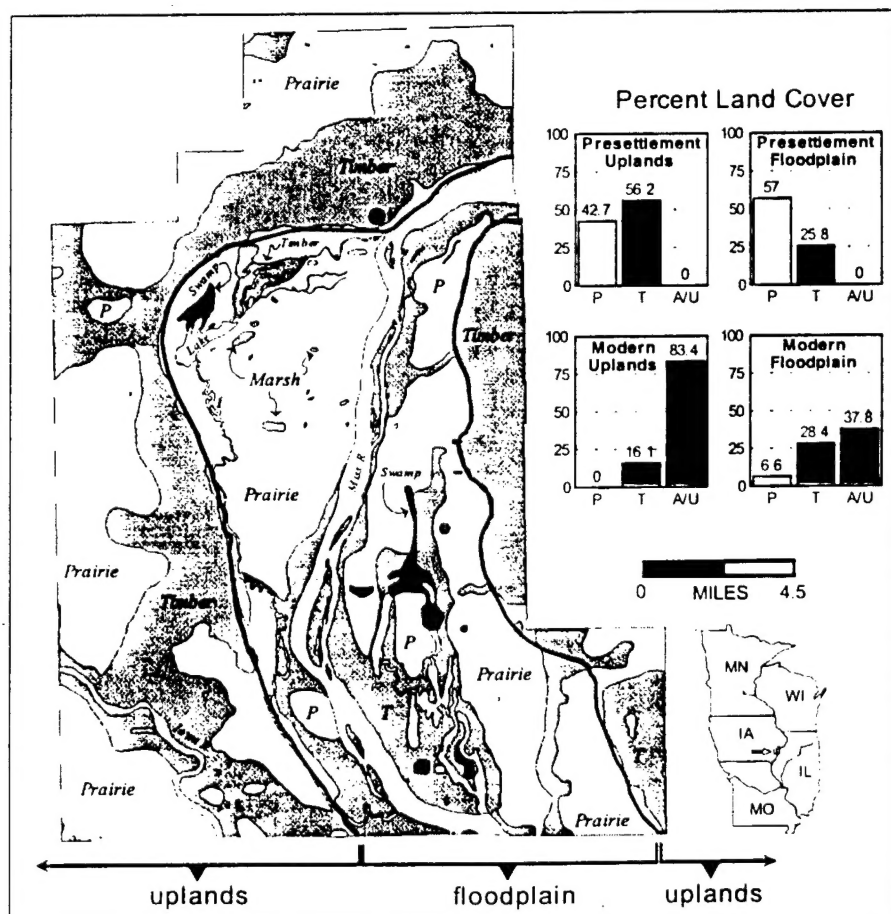 Prairie
Percent Land Cover
100
75
50
25
0
Presettlement
Uplands
42.7
56 2
0
P
T
A/U
100
75
50
25
0
Presettlement
Floodplain
57
25 8
0
P
T
A/U
Timber
Timber
Swamp
P
Lake
Marsh
P
Timber
100
75
50
25
0
Modern
Uplands
0
16 1
83.4
P
T
A/U
100
75
50
25
0
Modern
Floodplain
6 6
28 4
37.8
P
T
A/U
Swamp
Prairie
Prairie
Timber
0
MILES
4.5
P
Prairie
P
T
T
Prairie
Prairie
MN
WI
IA
IL
MO
uplands
floodplain
uplands